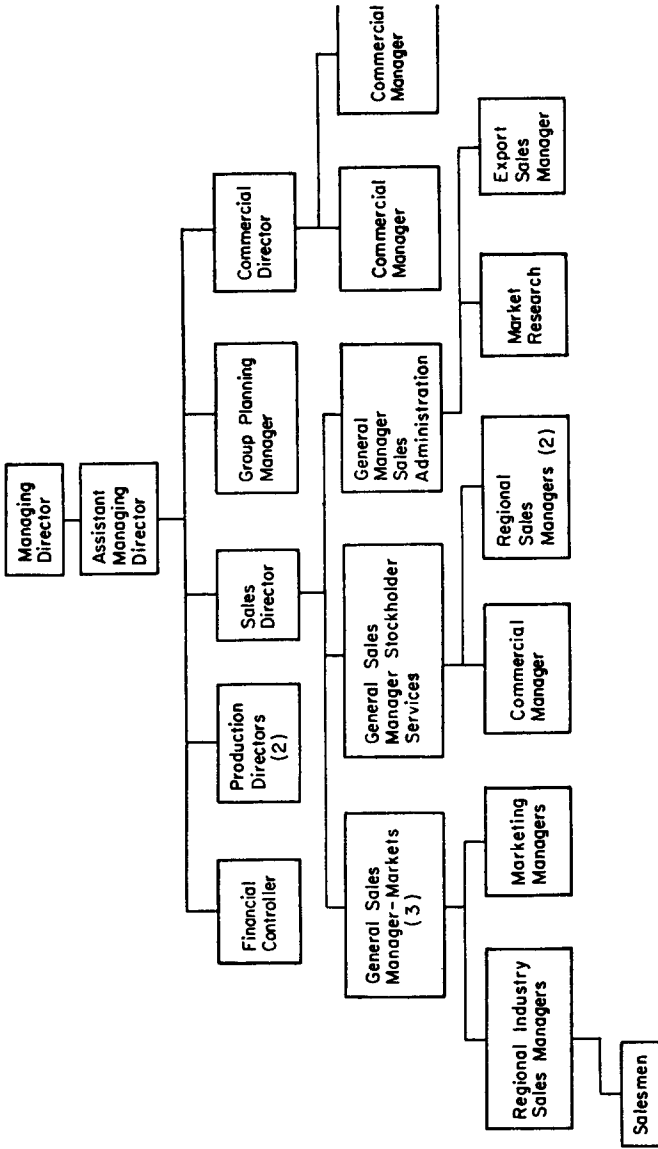 Managing
Director
Assistant
Managing
Director
Financial
Controller
Production
Directors
(2)
Sales
Director
Group Planning
Manager
Commercial
Director
General Sales
Manager-Markets
(3)
General Sales
Manager Stockholder
Services
General
Manager
Sales
Administration
Commercial
Manager
Commercial
Manager
Regional Industry
Sales Managers
Marketing
Managers
Commercial
Manager
Regional
Sales
Managers (2)
Market
Research
Export
Sales
Manager
Salesmen